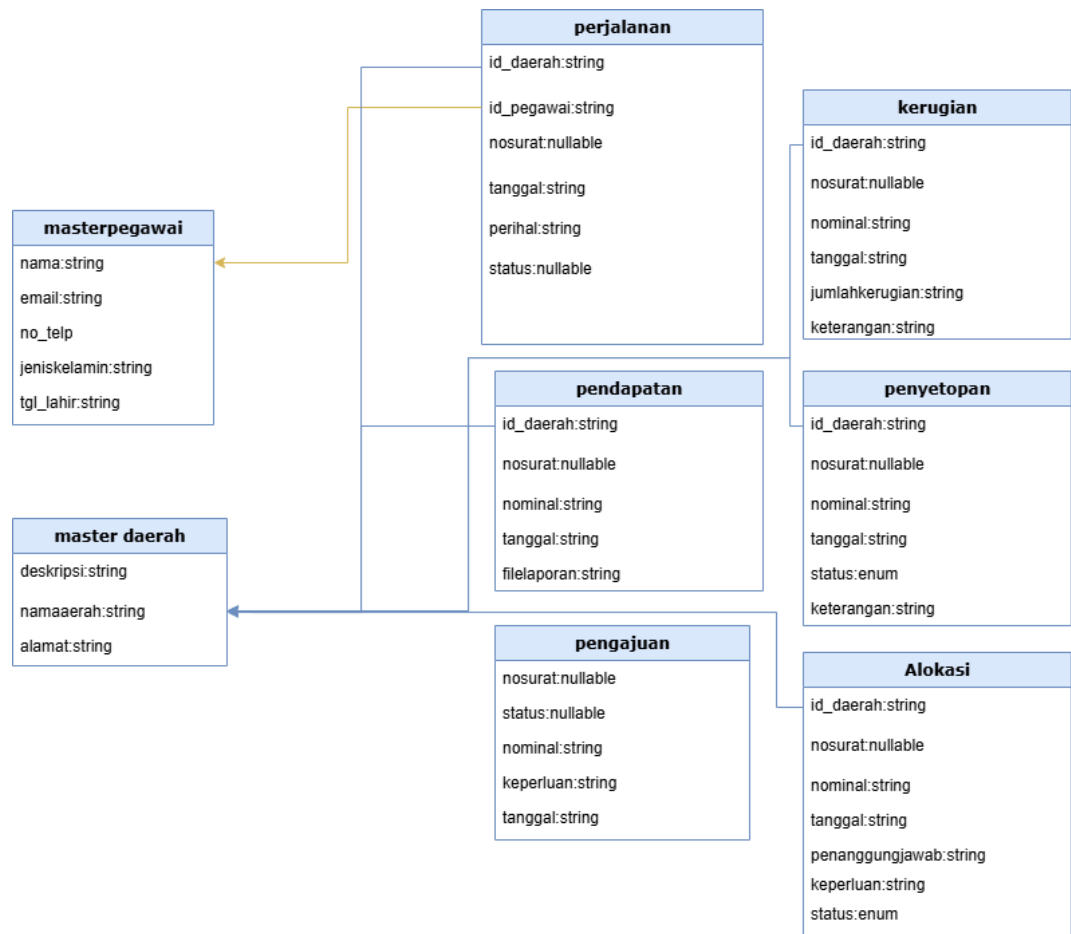 perjalanan
id_daerah:string
id_pegawai:string
nosurat:nullable
tanggal:string
perihal:string
status:nullable
kerugian
id_daerah:string
nosurat:nullable
nominal:string
tanggal:string
jumlahkerugian:string
keterangan:string
masterpegawai
nama:string
email:string
no_telp
jeniskelamin:string
tgl_lahir:string
pendapatan
id_daerah:string
nosurat:nullable
nominal:string
tanggal:string
filelaporan:string
penyetopan
id_daerah:string
nosurat:nullable
nominal:string
tanggal:string
status:enum
keterangan:string
master daerah
deskripsi:string
namaaerah:string
alamat:string
pengajuan
nosurat:nullable
status:nullable
nominal:string
keperluan:string
tanggal:string
Alokasi
id_daerah:string
nosurat:nullable
nominal:string
tanggal:string
penanggungjawab:string
keperluan:string
status:enum